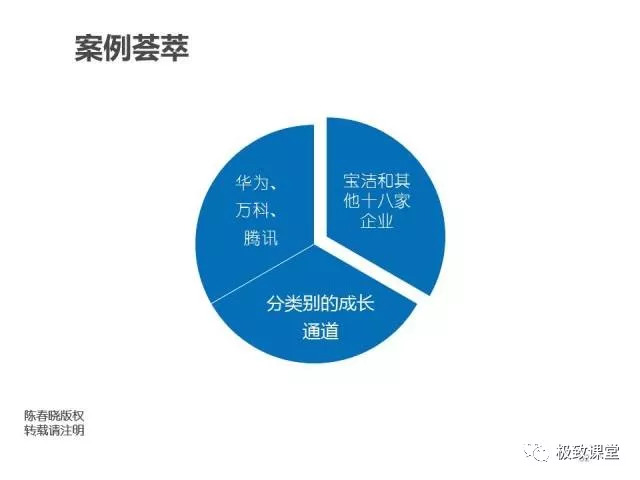 案例荟萃
华为、
万科、
腾讯
宝洁和其
他十八家
企业
分类别的成长
通道
陈春晓版权
转载请注明
极致课堂